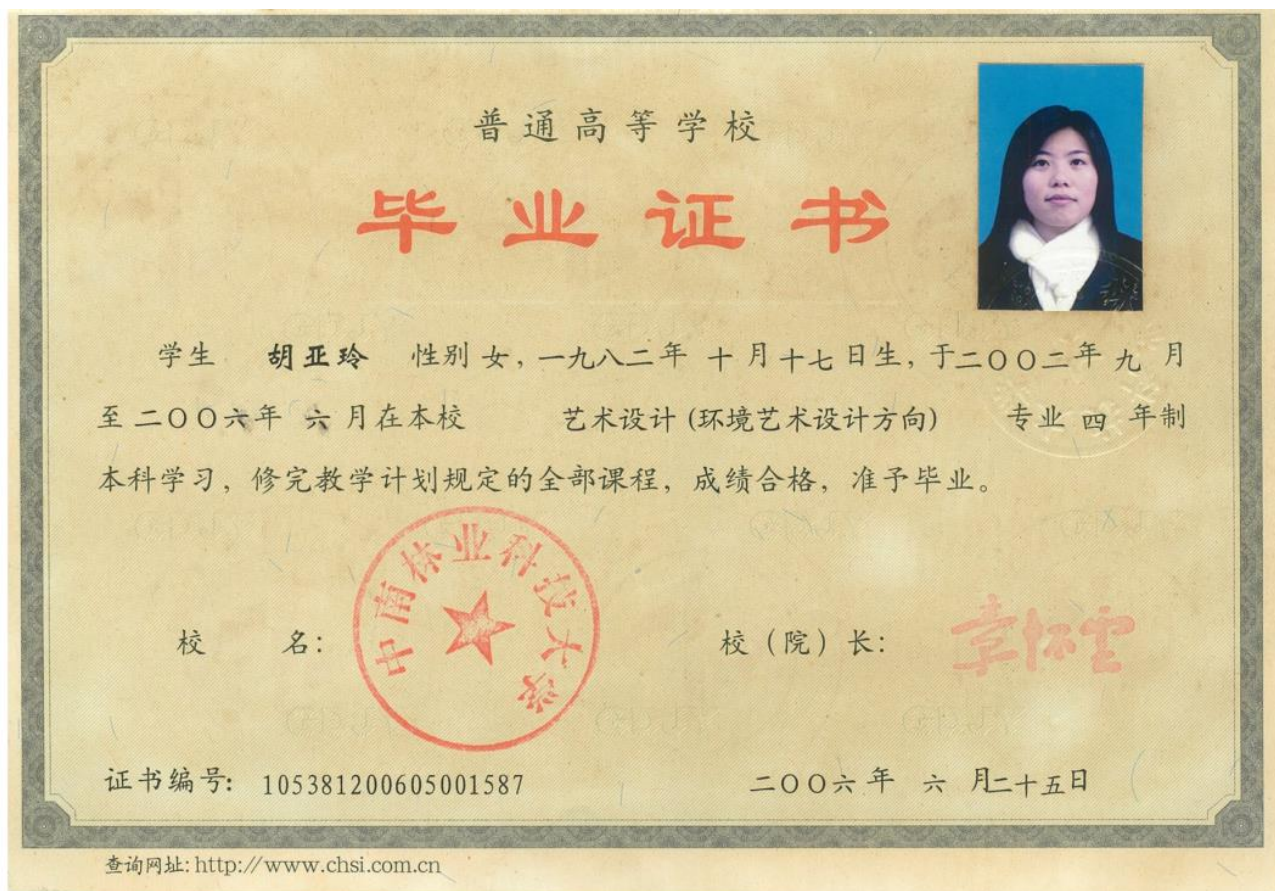 普通高等学校
毕业证书
学生 胡亚玲 性别 女，一九八二年 十月十七日生，于二〇〇二年 九 月
至二〇〇六年 六 月在本校 艺术设计(环境艺术设计方向) 专业 四 年制
本科学习，修完教学计划规定的全部课程，成绩合格，准予毕业。
中南林业科技大学
校 名：
校（院）长：
证书编号：105381200605001587
二〇〇六年 六 月二十五日
查询网址：http://www.chsi.com.cn